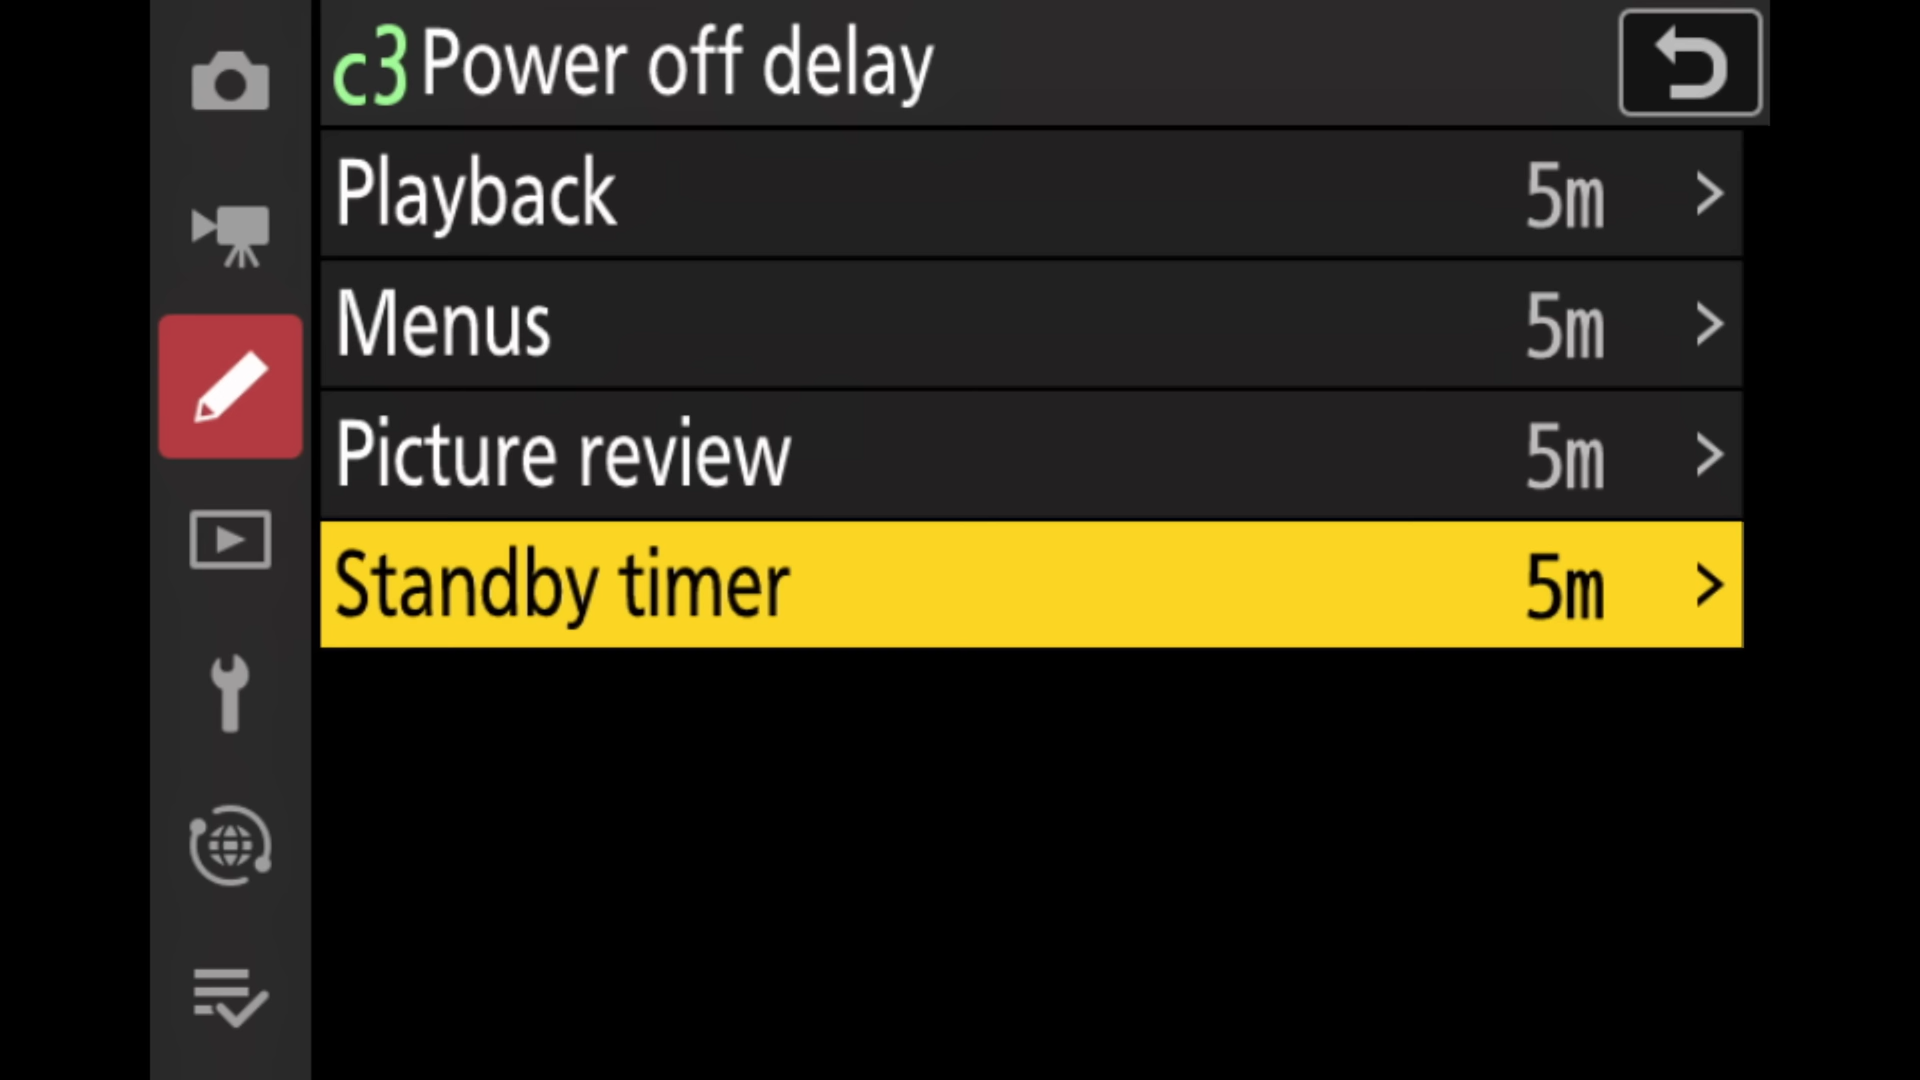 c3 Power off delay
Playback 5m >
Menus 5m >
Picture review 5m >
Standby timer 5m >